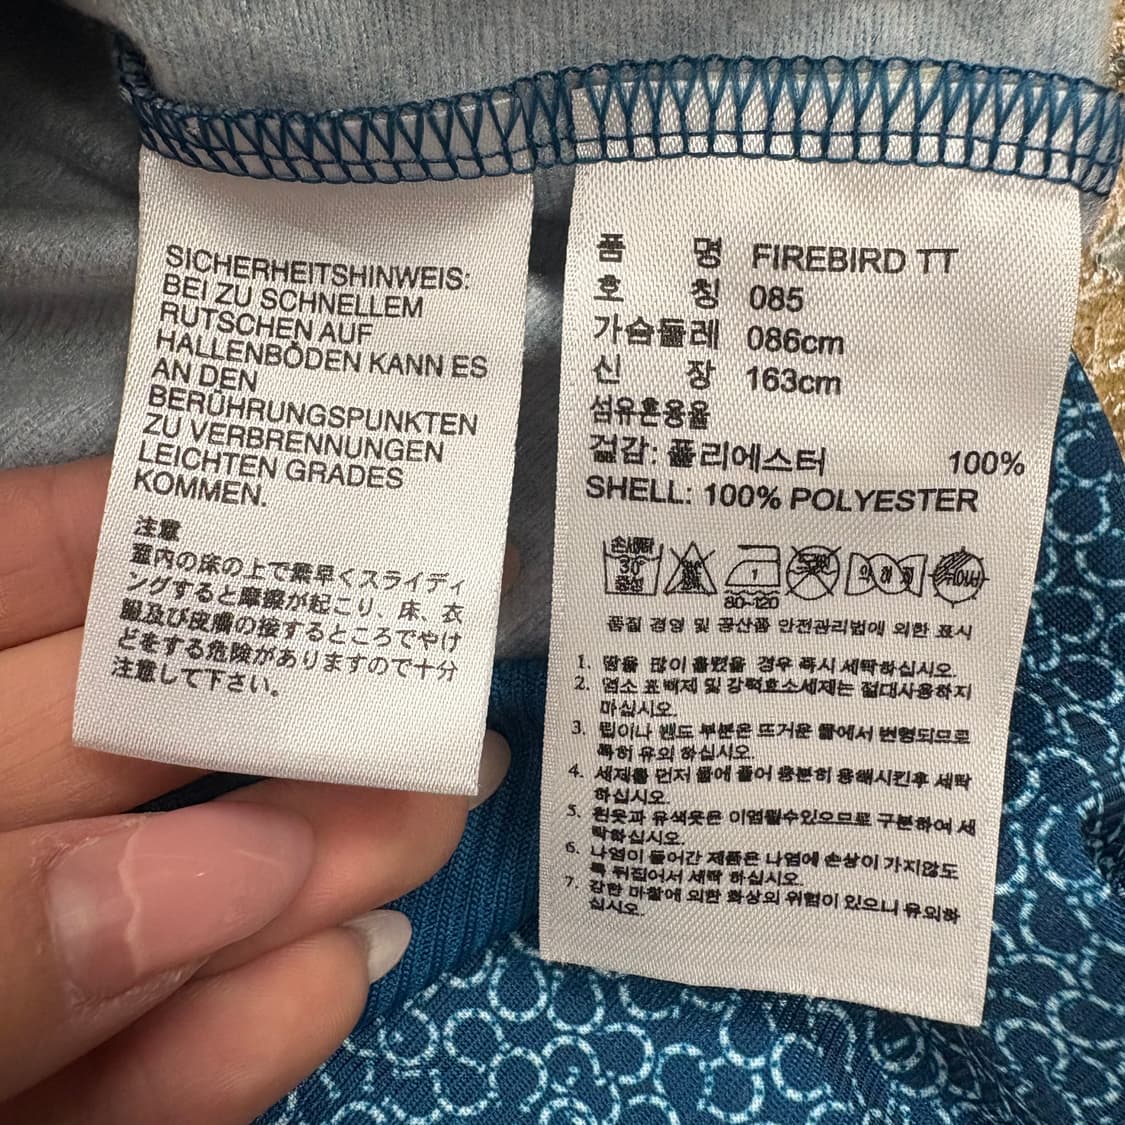 SICHERHEITSHINWEIS:
BEI ZU SCHNELLEM
RUTSCHEN AUF
HALLENBÖDEN KANN ES
AN DEN
BERÜHRUNGSPUNKTEN
ZU VERBRENNUNGEN
LEICHTEN GRADES
KOMMEN.
注意
室内の床の上で素早くスライディ
ングすると摩擦が起こり、床、衣
服及び皮膚の接するところでやけ
どをする危険がありますので十分
注意して下さい。
품 명 FIREBIRD TT
호 칭 085
가슴둘레 086cm
신 장 163cm
섬유혼용율
겉감: 폴리에스터 100%
SHELL: 100% POLYESTER
손세탁
30°
중성
1
80-120
품질 경영 및 공산품 안전관리법에 의한 표시
1. 땀을 많이 흘렸을 경우 즉시 세탁하십시오.
2. 염소 표백제 및 강력효소세제는 절대사용하지
마십시오.
3. 립이나 밴드 부분은 뜨거운 물에서 변형되므로
특히 유의 하십시오.
4. 세제를 먼저 물에 풀어 충분히 용해시킨후 세탁
하십시오.
5. 흰옷과 유색옷은 이염될수있으므로 구분하여 세
탁하십시오.
6. 나염이 들어간 제품은 나염에 손상이 가지않도
록 뒤집어서 세탁 하십시오.
7. 강한 마찰에 의한 화상의 위험이 있으니 유의하
십시오.